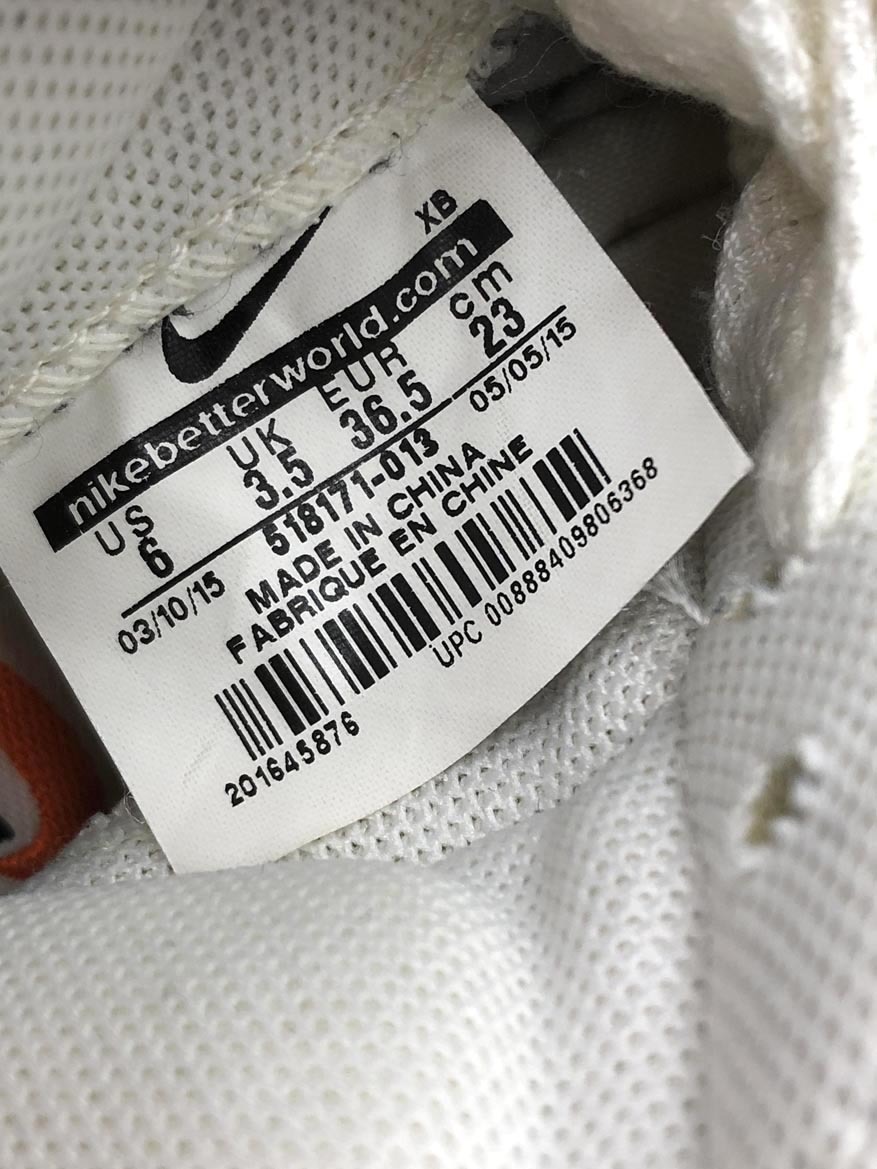 XB
nikebetterworld.com
US UK EUR cm
6 3.5 36.5 23
03/10/15 518171-013 05/05/15
MADE IN CHINA
FABRIQUE EN CHINE
201645876 UPC 00888409806368